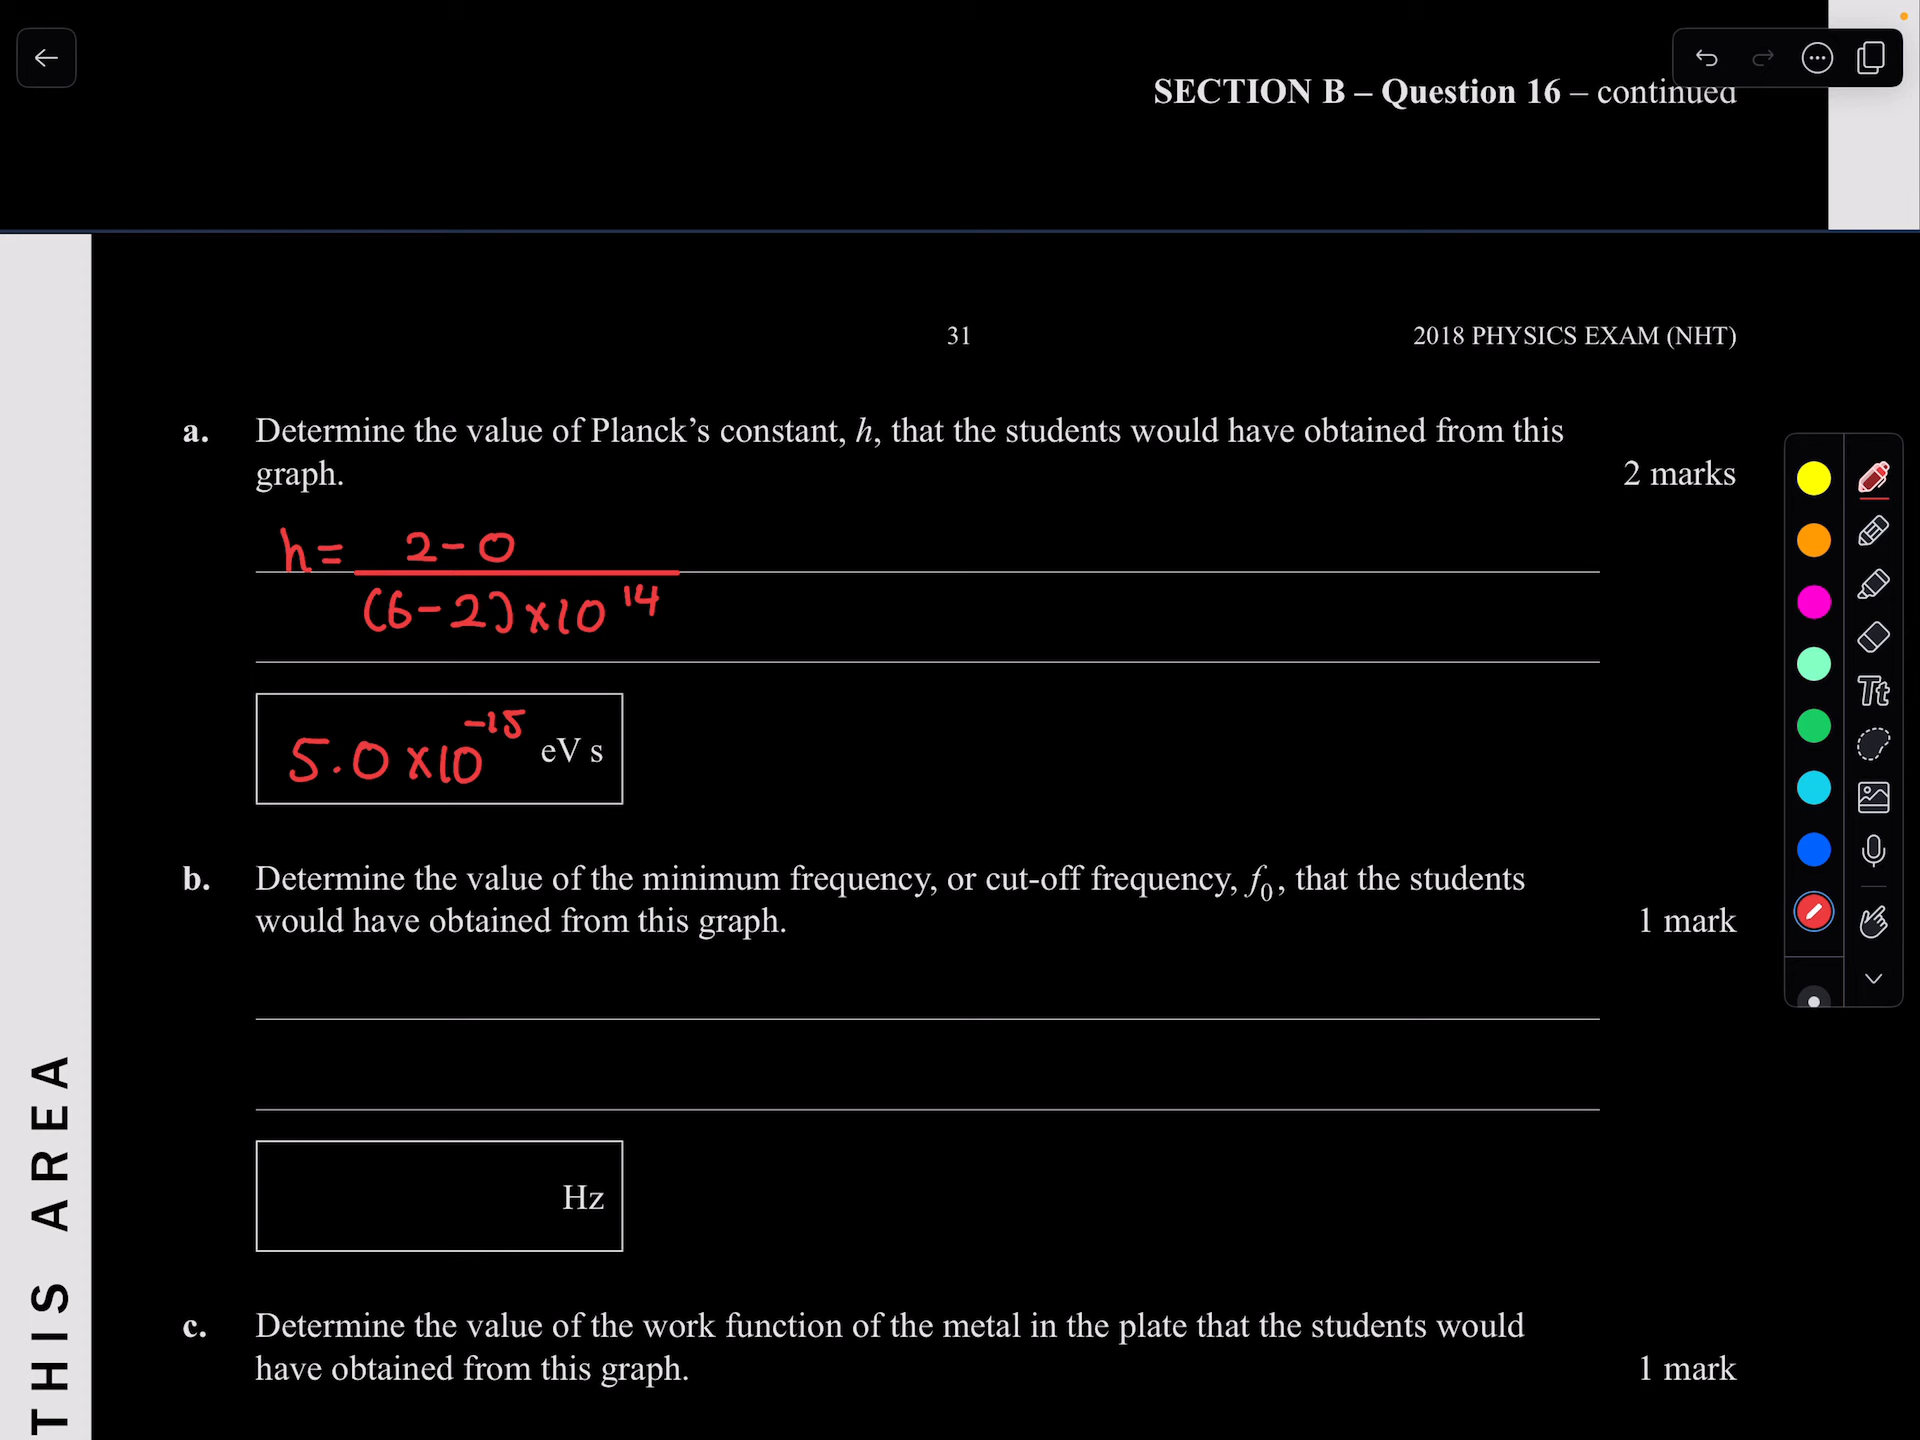 SECTION B – Question 16 – continued
31
2018 PHYSICS EXAM (NHT)
a. Determine the value of Planck’s constant, h, that the students would have obtained from this
graph.
2 marks
h = 2 - 0
(6 - 2) × 10^14
5.0 × 10^-15 eV s
b. Determine the value of the minimum frequency, or cut-off frequency, f₀, that the students
would have obtained from this graph.
1 mark
Hz
c. Determine the value of the work function of the metal in the plate that the students would
have obtained from this graph.
1 mark
THIS AREA
Tt